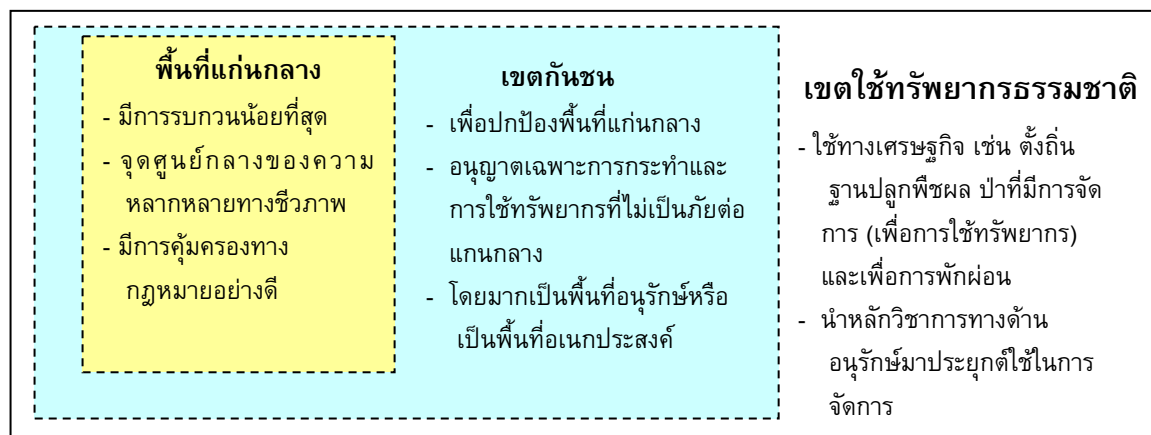 พื้นที่แก่นกลาง
- มีการรบกวนน้อยที่สุด
- จุดศูนย์กลางของความ
หลากหลายทางชีวภาพ
- มีการคุ้มครองทาง
กฎหมายอย่างดี
เขตกันชน
- เพื่อปกป้องพื้นที่แก่นกลาง
- อนุญาตเฉพาะการกระทำและ
การใช้ทรัพยากรที่ไม่เป็นภัยต่อ
แกนกลาง
- โดยมากเป็นพื้นที่อนุรักษ์หรือ
เป็นพื้นที่อเนกประสงค์
เขตใช้ทรัพยากรธรรมชาติ
- ใช้ทางเศรษฐกิจ เช่น ตั้งถิ่น
ฐานปลูกพืชผล ป่าที่มีการจัด
การ (เพื่อการใช้ทรัพยากร)
และเพื่อการพักผ่อน
- นำหลักวิชาการทางด้าน
อนุรักษ์มาประยุกต์ใช้ในการ
จัดการ